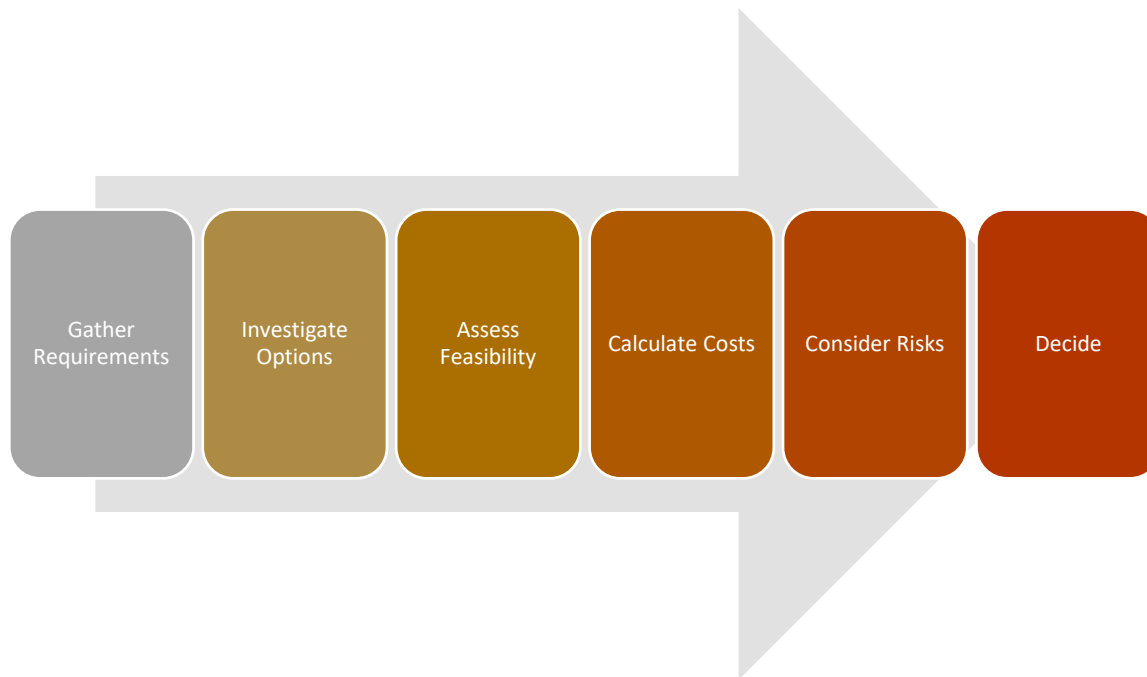 Gather
Requirements
Investigate
Options
Assess
Feasibility
Calculate Costs
Consider Risks
Decide